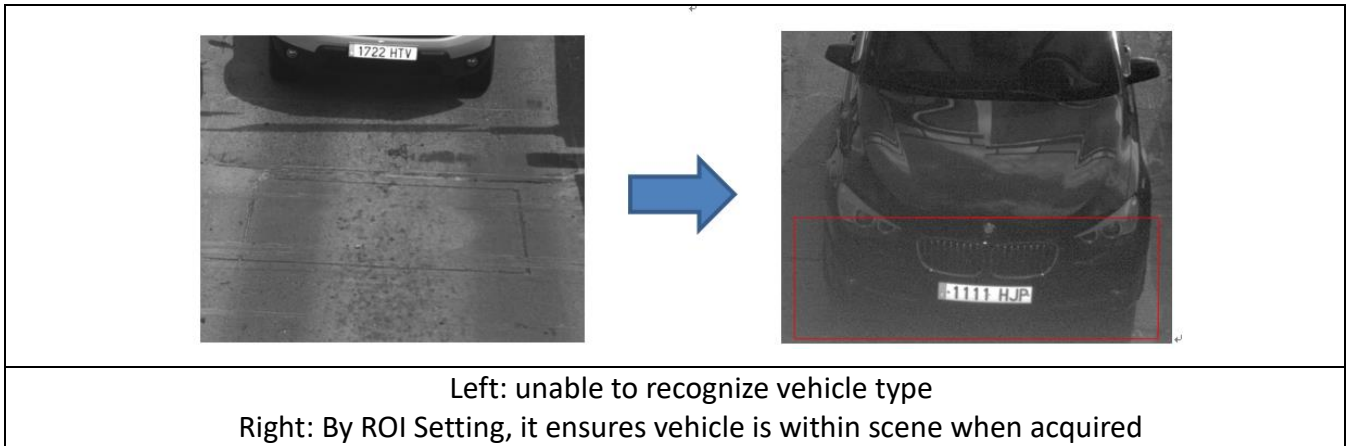 1722 HTV
1111 HJP
Left: unable to recognize vehicle type
Right: By ROI Setting, it ensures vehicle is within scene when acquired